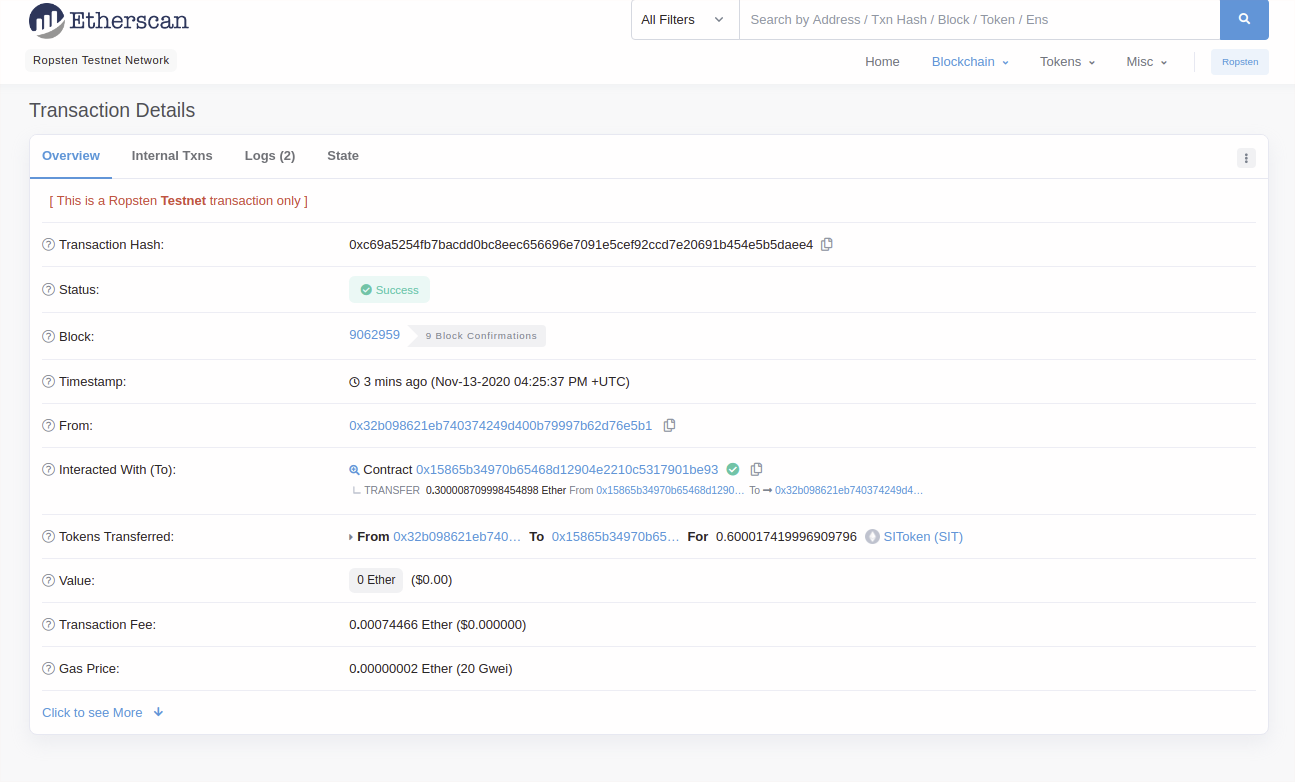 Etherscan
All Filters
Search by Address / Txn Hash / Block / Token / Ens
Ropsten Testnet Network
Home Blockchain Tokens Misc Ropsten
Transaction Details
Overview Internal Txns Logs (2) State
[ This is a Ropsten Testnet transaction only ]
Transaction Hash: 0xc69a5254fb7bacdd0bc8eec656696e7091e5cef92ccd7e20691b454e5b5daee4
Status: Success
Block: 9062959 9 Block Confirmations
Timestamp: 3 mins ago (Nov-13-2020 04:25:37 PM +UTC)
From: 0x32b098621eb740374249d400b79997b62d76e5b1
Interacted With (To): Contract 0x15865b34970b65468d12904e2210c5317901be93
TRANSFER 0.300008709998454898 Ether From 0x15865b34970b65468d1290… To → 0x32b098621eb740374249d4…
Tokens Transferred: From 0x32b098621eb740… To 0x15865b34970b65… For 0.600017419996909796 SIToken (SIT)
Value: 0 Ether ($0.00)
Transaction Fee: 0.00074466 Ether ($0.000000)
Gas Price: 0.00000002 Ether (20 Gwei)
Click to see More